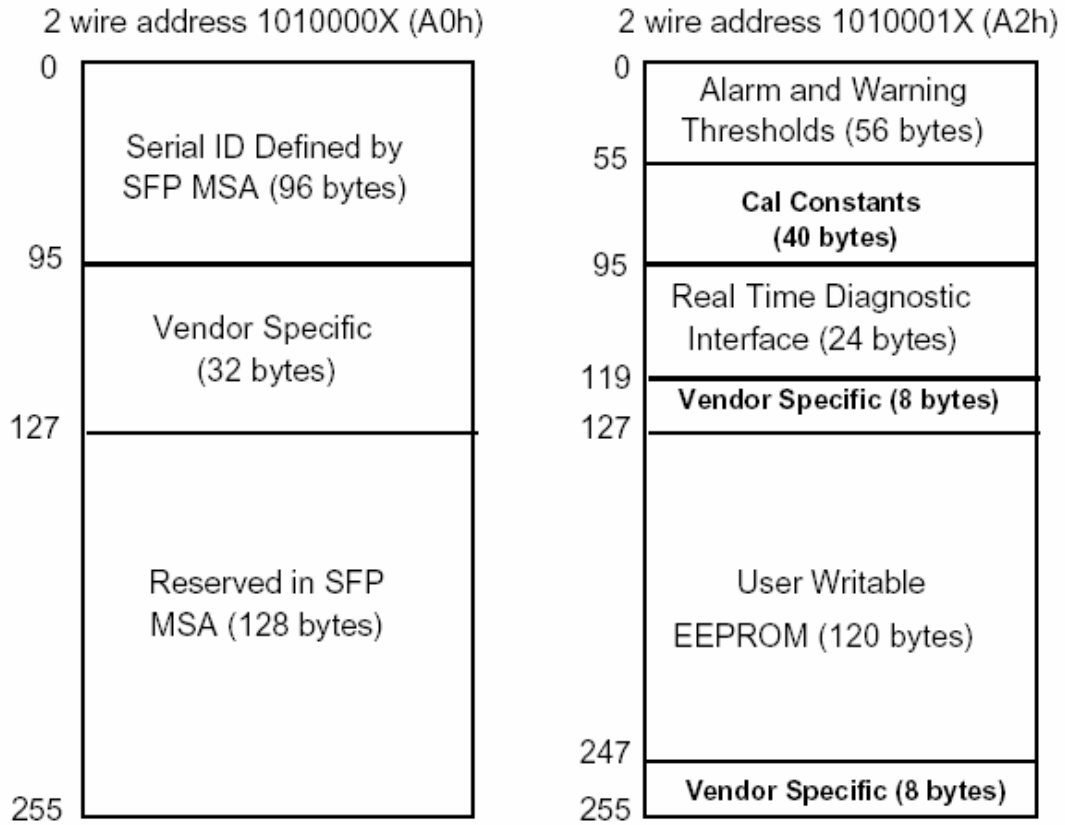 2 wire address 1010000X (A0h)
0
Serial ID Defined by
SFP MSA (96 bytes)
95
Vendor Specific
(32 bytes)
127
Reserved in SFP
MSA (128 bytes)
255
2 wire address 1010001X (A2h)
0
Alarm and Warning
Thresholds (56 bytes)
55
Cal Constants
(40 bytes)
95
Real Time Diagnostic
Interface (24 bytes)
119
Vendor Specific (8 bytes)
127
User Writable
EEPROM (120 bytes)
247
Vendor Specific (8 bytes)
255